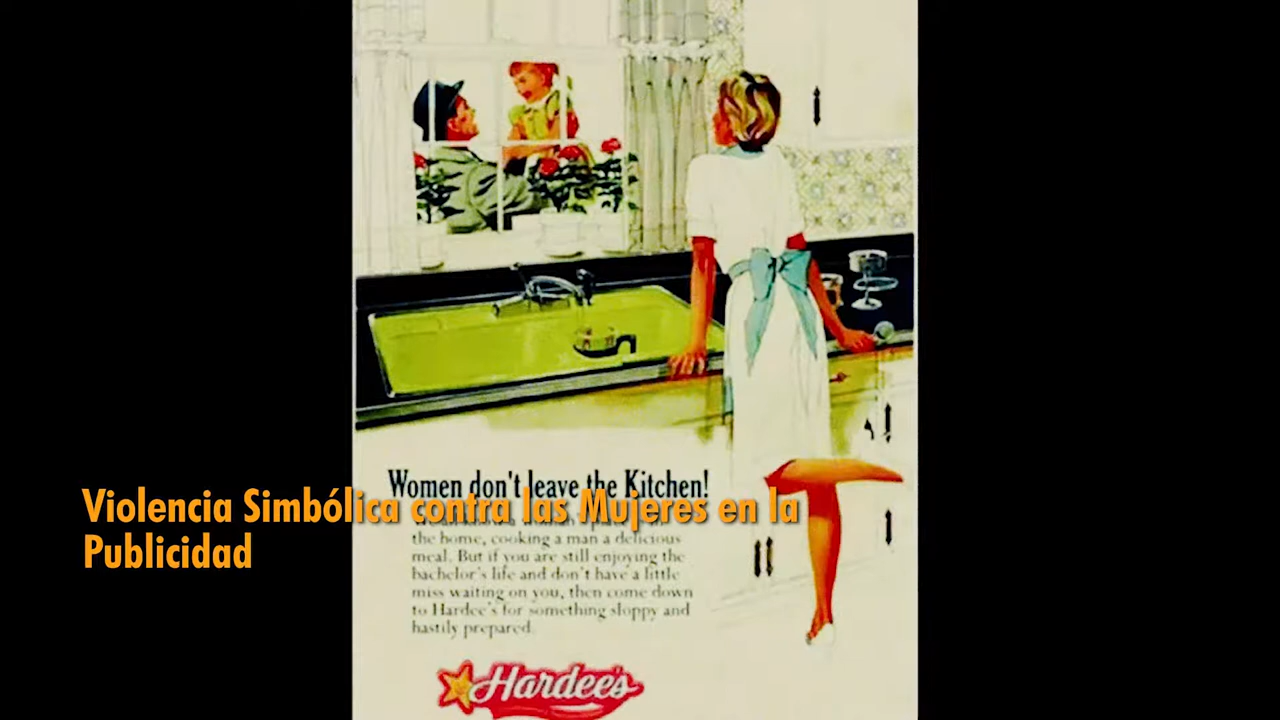 Women don't leave the Kitchen!
Violencia Simbólica contra las Mujeres en la
Publicidad
the home, cooking a man a delicious
meal. But if you are still enjoying the
bachelor's life and don't have a little
miss waiting on you, then come down
to Hardee's for something sloppy and
hastily prepared.
Hardee's